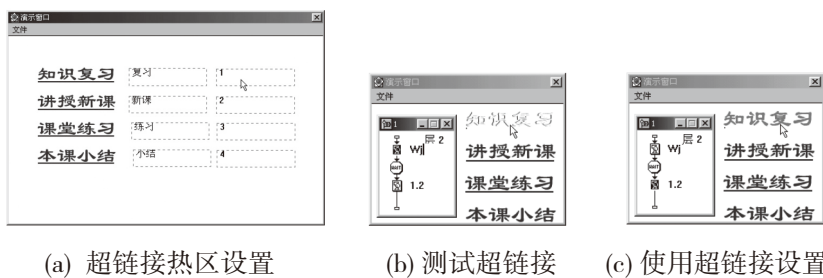 演示窗口
文件
知识复习 复习 1
讲授新课 新课 2
课堂练习 练习 3
本课小结 小结 4
(a) 超链接热区设置
演示窗口
文件
1
层 2
Wj
1.2
知识复习
讲授新课
课堂练习
本课小结
(b) 测试超链接
演示窗口
文件
1
层 2
Wj
1.2
知识复习
讲授新课
课堂练习
本课小结
(c) 使用超链接设置